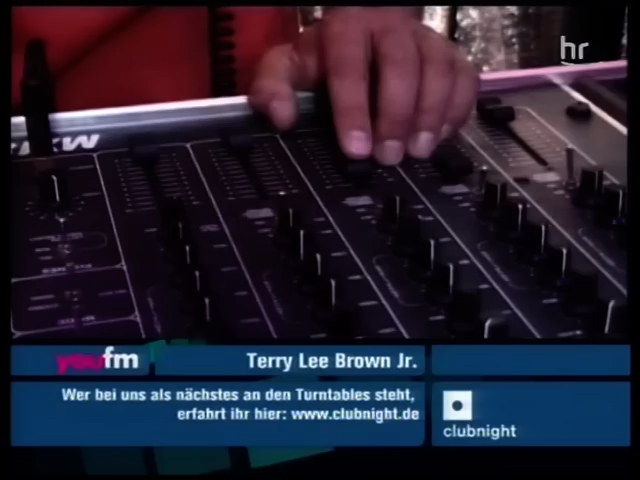 hr
youfm
Terry Lee Brown Jr.
Wer bei uns als nächstes an den Turntables steht,
erfahrt ihr hier: www.clubnight.de
clubnight